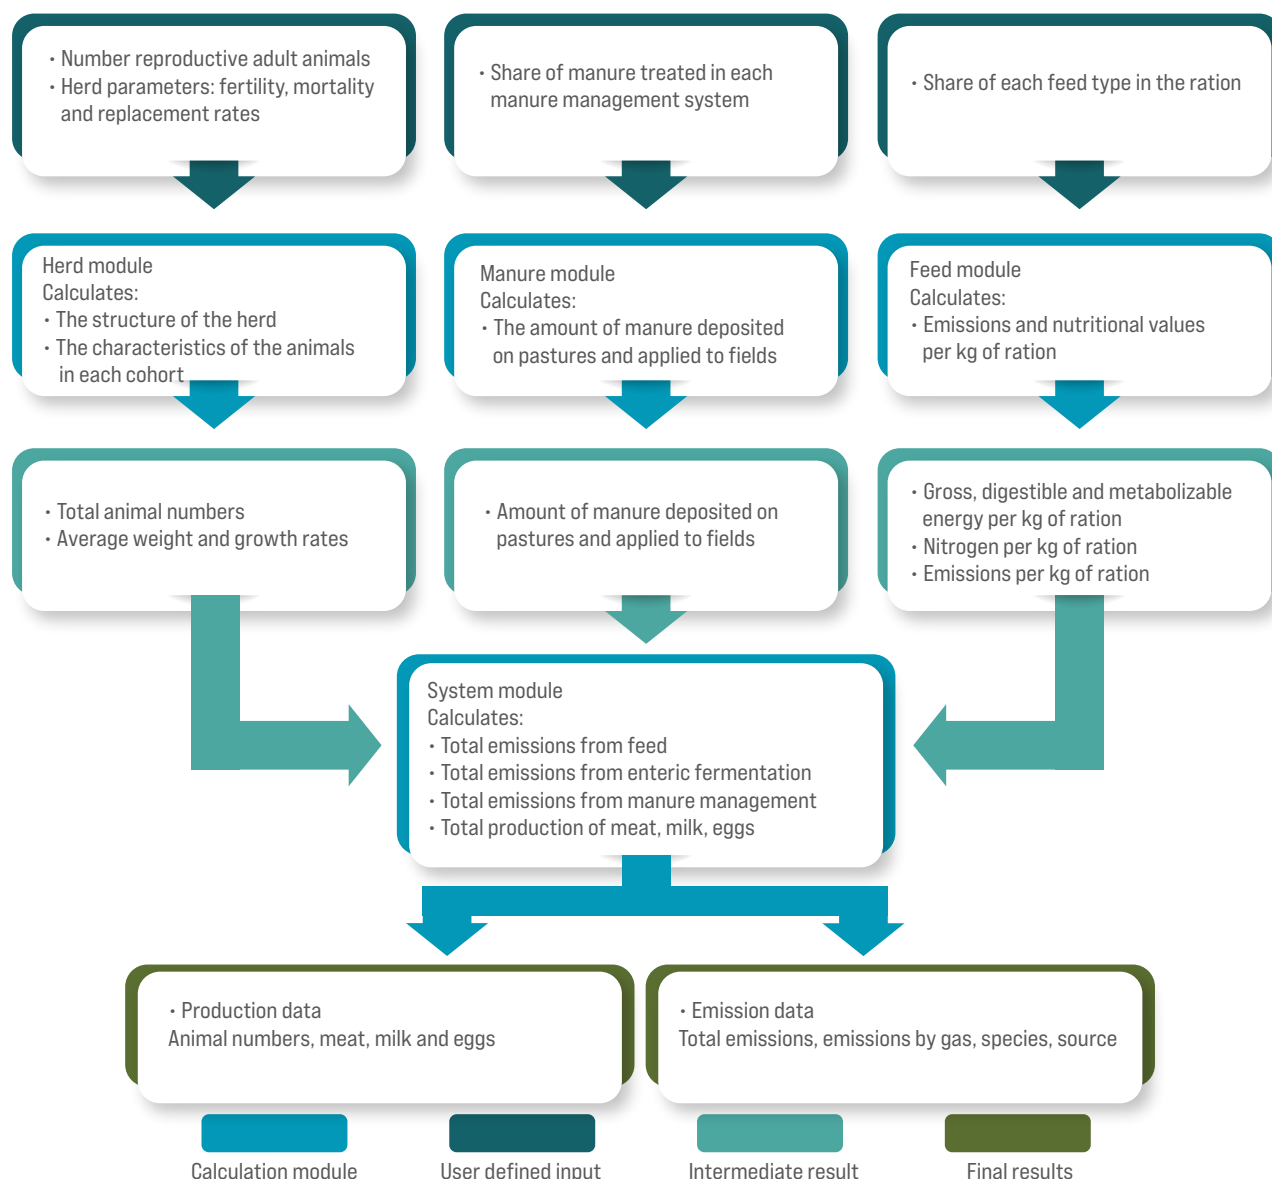 · Number reproductive adult animals
· Herd parameters: fertility, mortality
and replacement rates
· Share of manure treated in each
manure management system
· Share of each feed type in the ration
Herd module
Calculates:
· The structure of the herd
· The characteristics of the animals
in each cohort
Manure module
Calculates:
· The amount of manure deposited
on pastures and applied to fields
Feed module
Calculates:
· Emissions and nutritional values
per kg of ration
· Total animal numbers
· Average weight and growth rates
· Amount of manure deposited on
pastures and applied to fields
· Gross, digestible and metabolizable
energy per kg of ration
· Nitrogen per kg of ration
· Emissions per kg of ration
System module
Calculates:
· Total emissions from feed
· Total emissions from enteric fermentation
· Total emissions from manure management
· Total production of meat, milk, eggs
· Production data
Animal numbers, meat, milk and eggs
· Emission data
Total emissions, emissions by gas, species, source
Calculation module
User defined input
Intermediate result
Final results